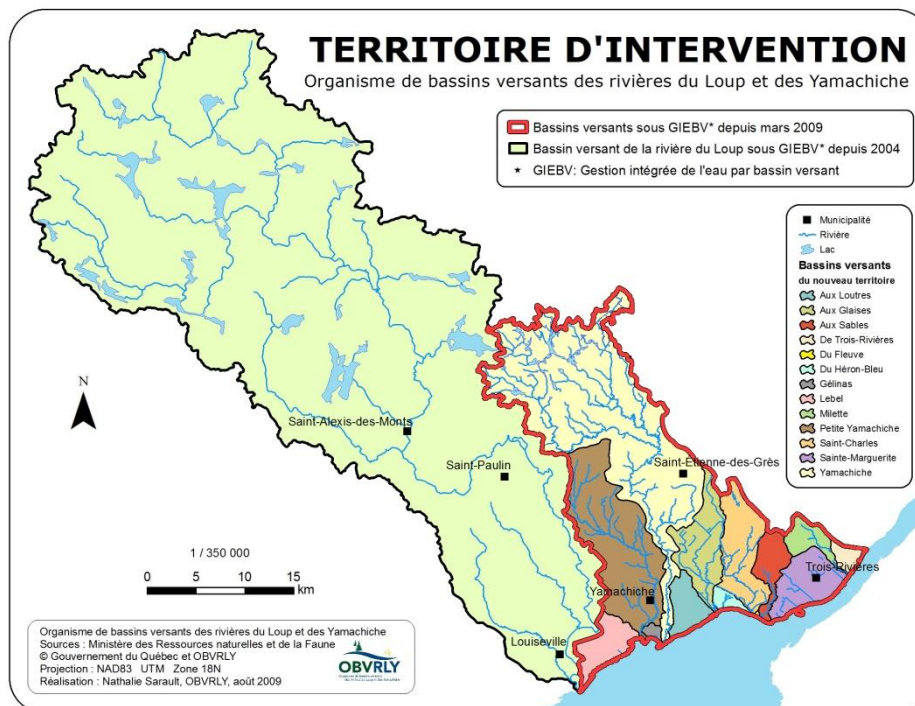 TERRITOIRE D'INTERVENTION
Organisme de bassins versants des rivières du Loup et des Yamachiche
Bassins versants sous GIEBV* depuis mars 2009
Bassin versant de la rivière du Loup sous GIEBV* depuis 2004
* GIEBV: Gestion intégrée de l'eau par bassin versant
Municipalité
Rivière
Lac
Bassins versants
du nouveau territoire
Aux Loutres
Aux Glaises
Aux Sables
De Trois-Rivières
Du Fleuve
Du Héron-Bleu
Gélinas
Lebel
Milette
Petite Yamachiche
Saint-Charles
Sainte-Marguerite
Yamachiche
N
Saint-Alexis-des-Monts
Saint-Paulin
Saint-Etienne-des-Grès
Trois-Rivières
Yamachiche
Louiseville
1 / 350 000
0 5 10 15
km
Organisme de bassins versants des rivières du Loup et des Yamachiche
Sources : Ministère des Ressources naturelles et de la Faune
© Gouvernement du Québec et OBVRLY
Projection : NAD83 UTM Zone 18N
Réalisation : Nathalie Sarault, OBVRLY, août 2009
OBVRLY